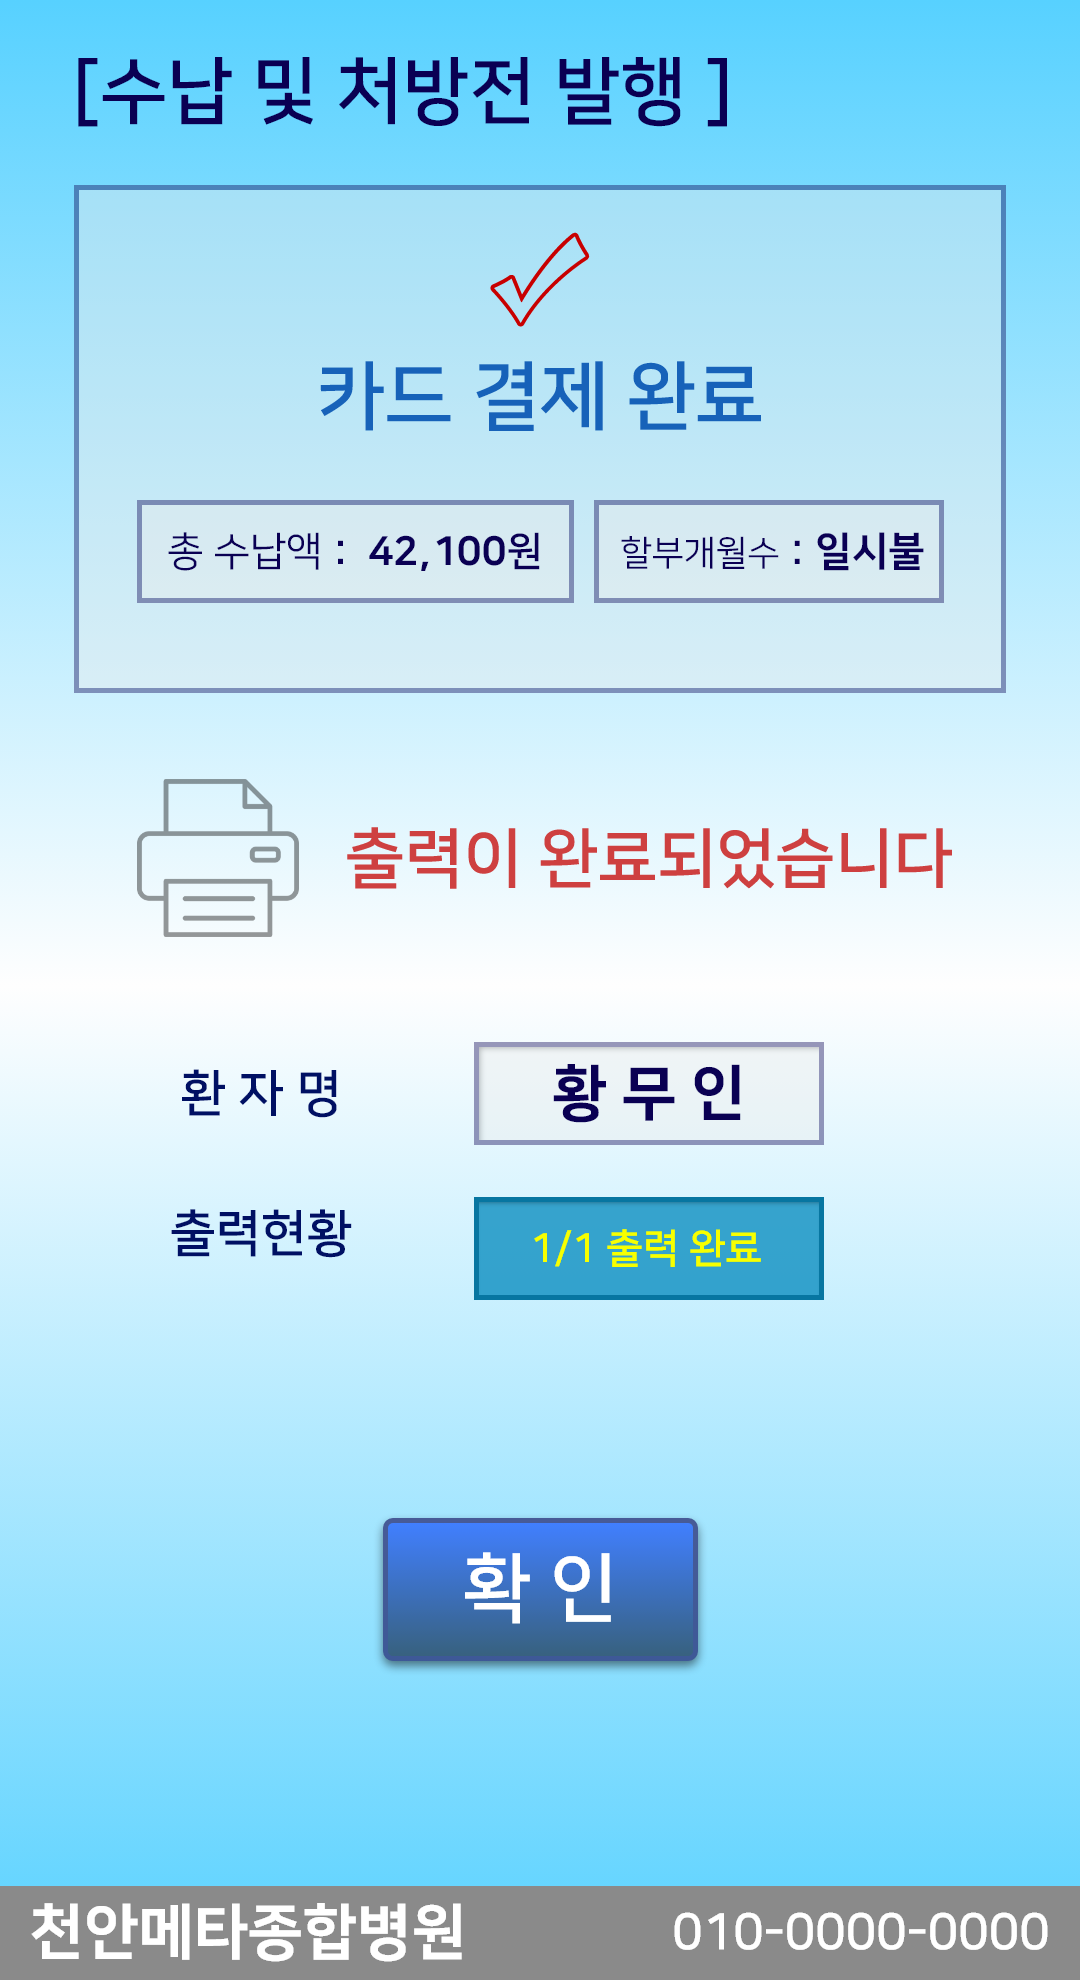 [수납 및 처방전 발행 ]
카드 결제 완료
총 수납액 : 42,100원
할부개월수 : 일시불
출력이 완료되었습니다
환 자 명
황 무 인
출력현황
1/1 출력 완료
확 인
천안메타종합병원
010-0000-0000